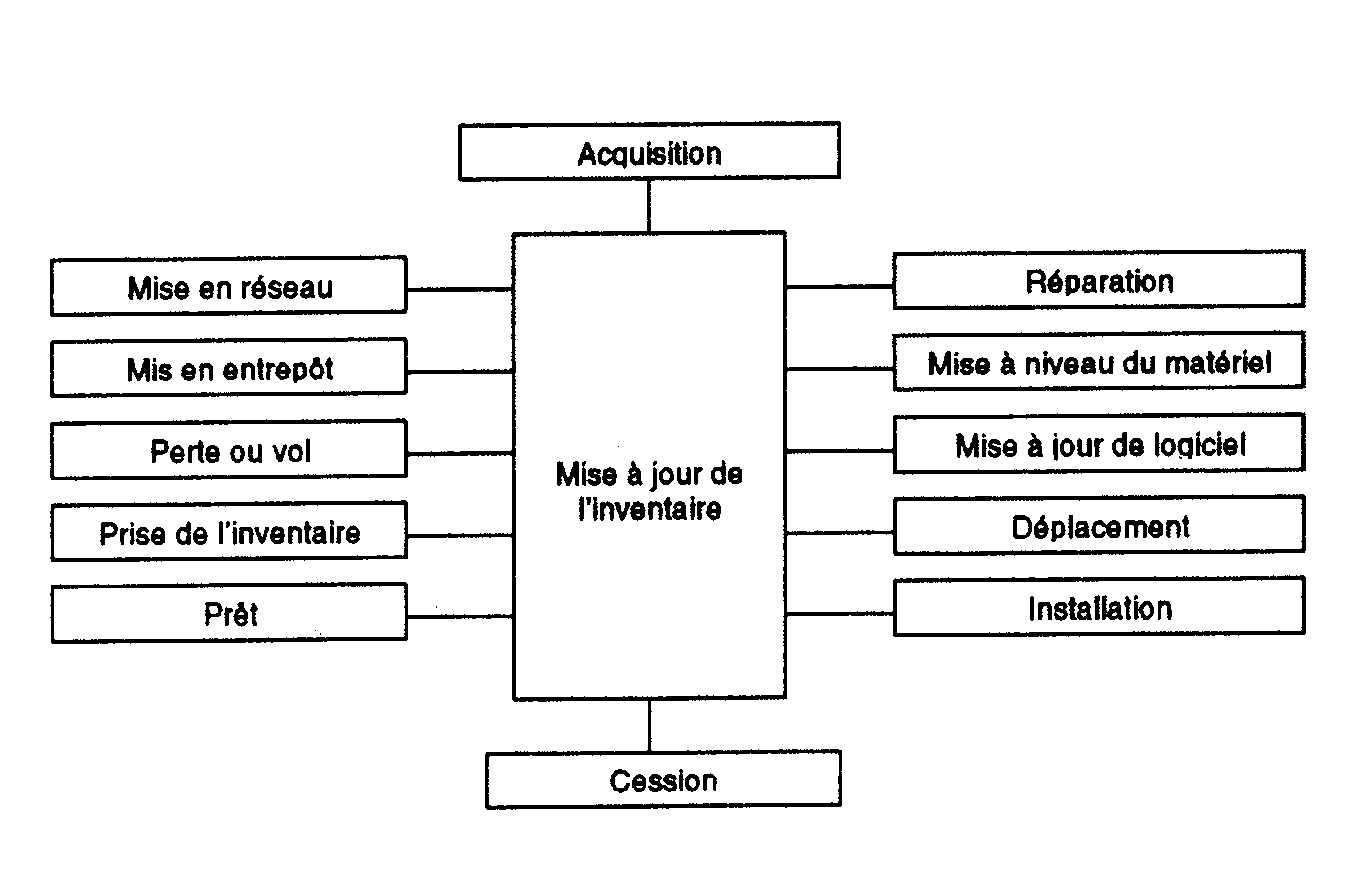 Acquisition
Mise en réseau
Mis en entrepôt
Perte ou vol
Prise de l'inventaire
Prêt
Mise à jour de
l'inventaire
Réparation
Mise à niveau du matériel
Mise à jour de logiciel
Déplacement
Installation
Cession